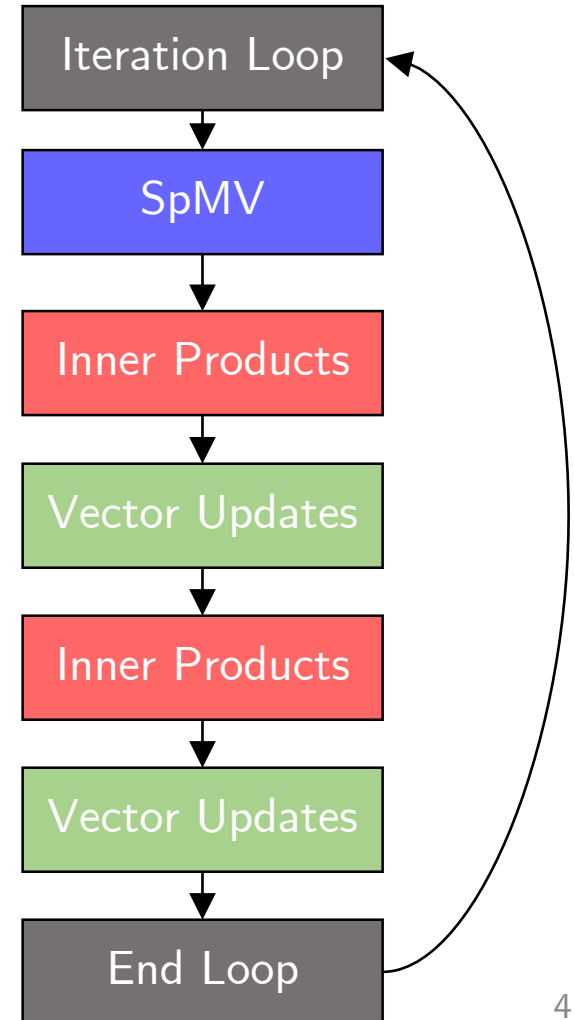 Iteration Loop
SpMV
Inner Products
Vector Updates
Inner Products
Vector Updates
End Loop
4